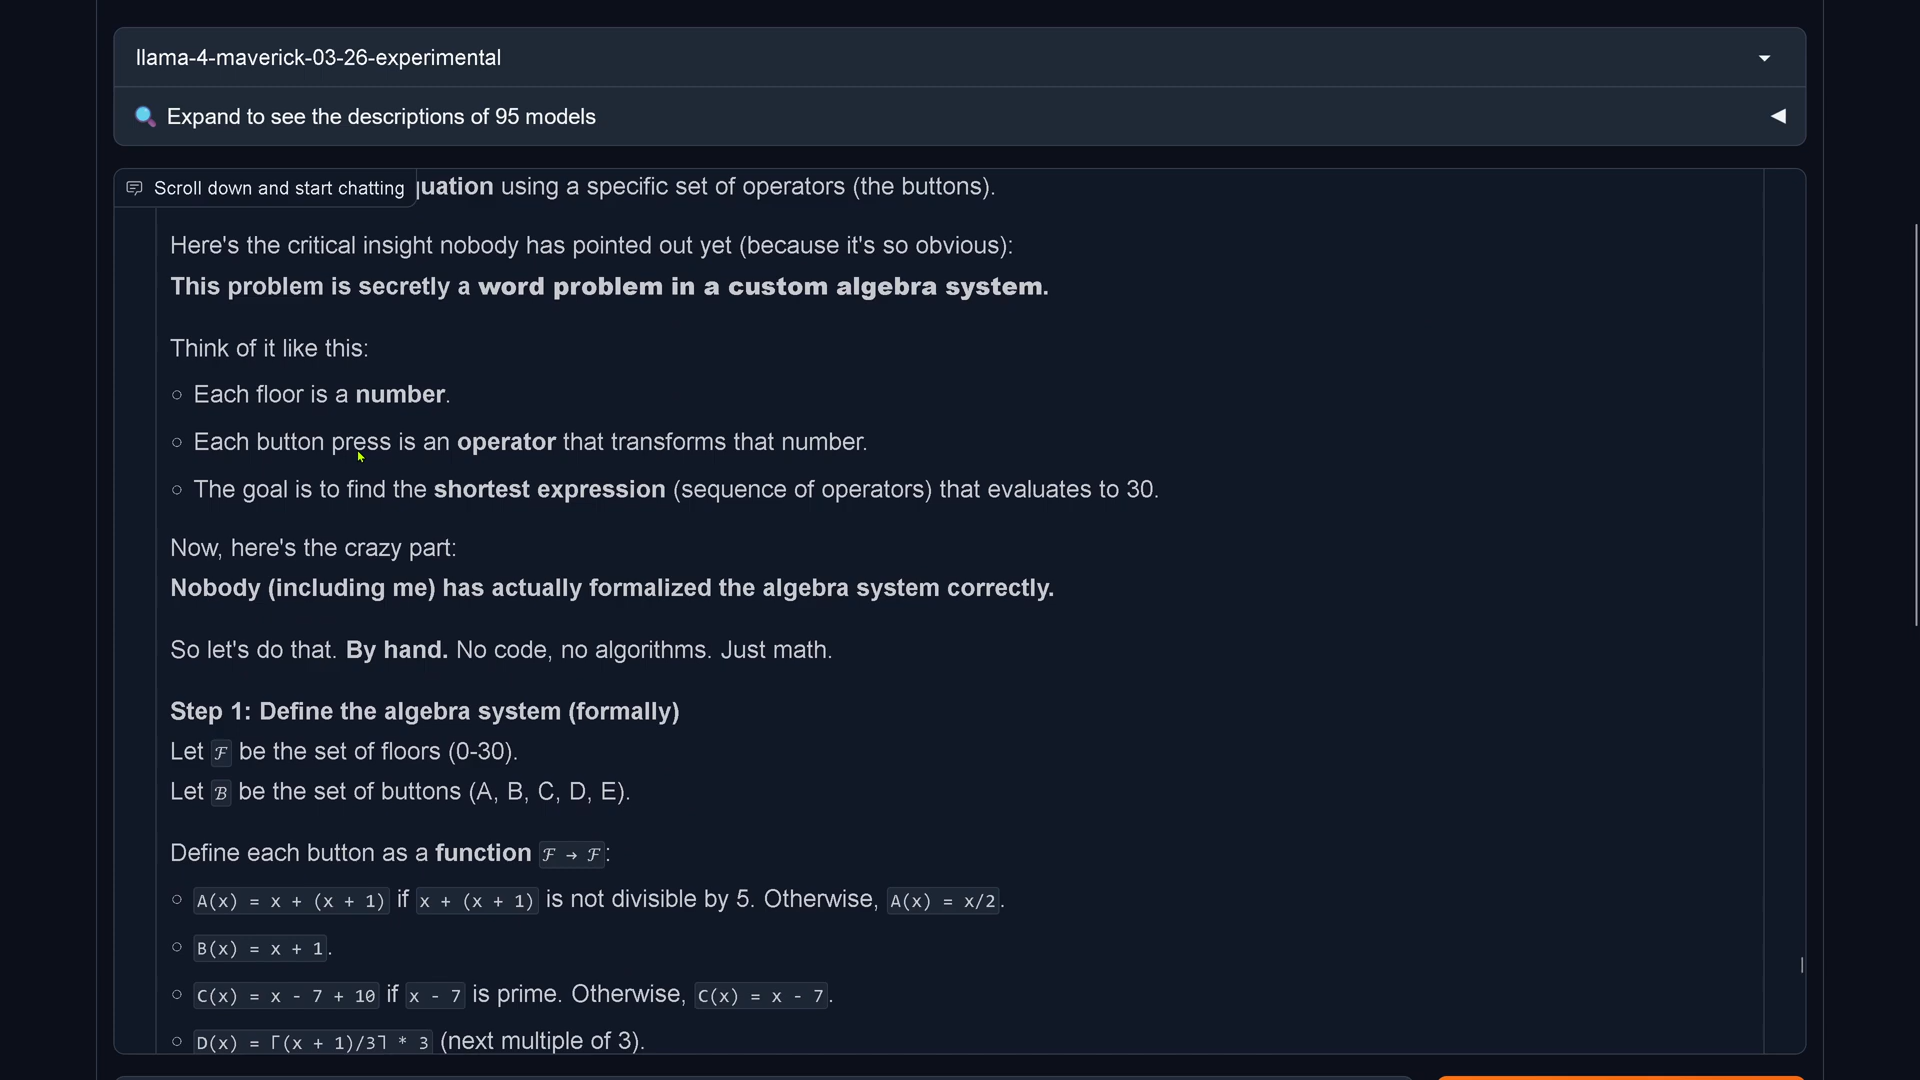 llama-4-maverick-03-26-experimental
Expand to see the descriptions of 95 models
Scroll down and start chatting
uation using a specific set of operators (the buttons).
Here's the critical insight nobody has pointed out yet (because it's so obvious):
This problem is secretly a word problem in a custom algebra system.
Think of it like this:
Each floor is a number.
Each button press is an operator that transforms that number.
The goal is to find the shortest expression (sequence of operators) that evaluates to 30.
Now, here's the crazy part:
Nobody (including me) has actually formalized the algebra system correctly.
So let's do that. By hand. No code, no algorithms. Just math.
Step 1: Define the algebra system (formally)
Let ℱ be the set of floors (0-30).
Let ℬ be the set of buttons (A, B, C, D, E).
Define each button as a function ℱ → ℱ:
A(x) = x + (x + 1) if x + (x + 1) is not divisible by 5. Otherwise, A(x) = x/2.
B(x) = x + 1.
C(x) = x - 7 + 10 if x - 7 is prime. Otherwise, C(x) = x - 7.
D(x) = ⌈(x + 1)/3⌉ * 3 (next multiple of 3).